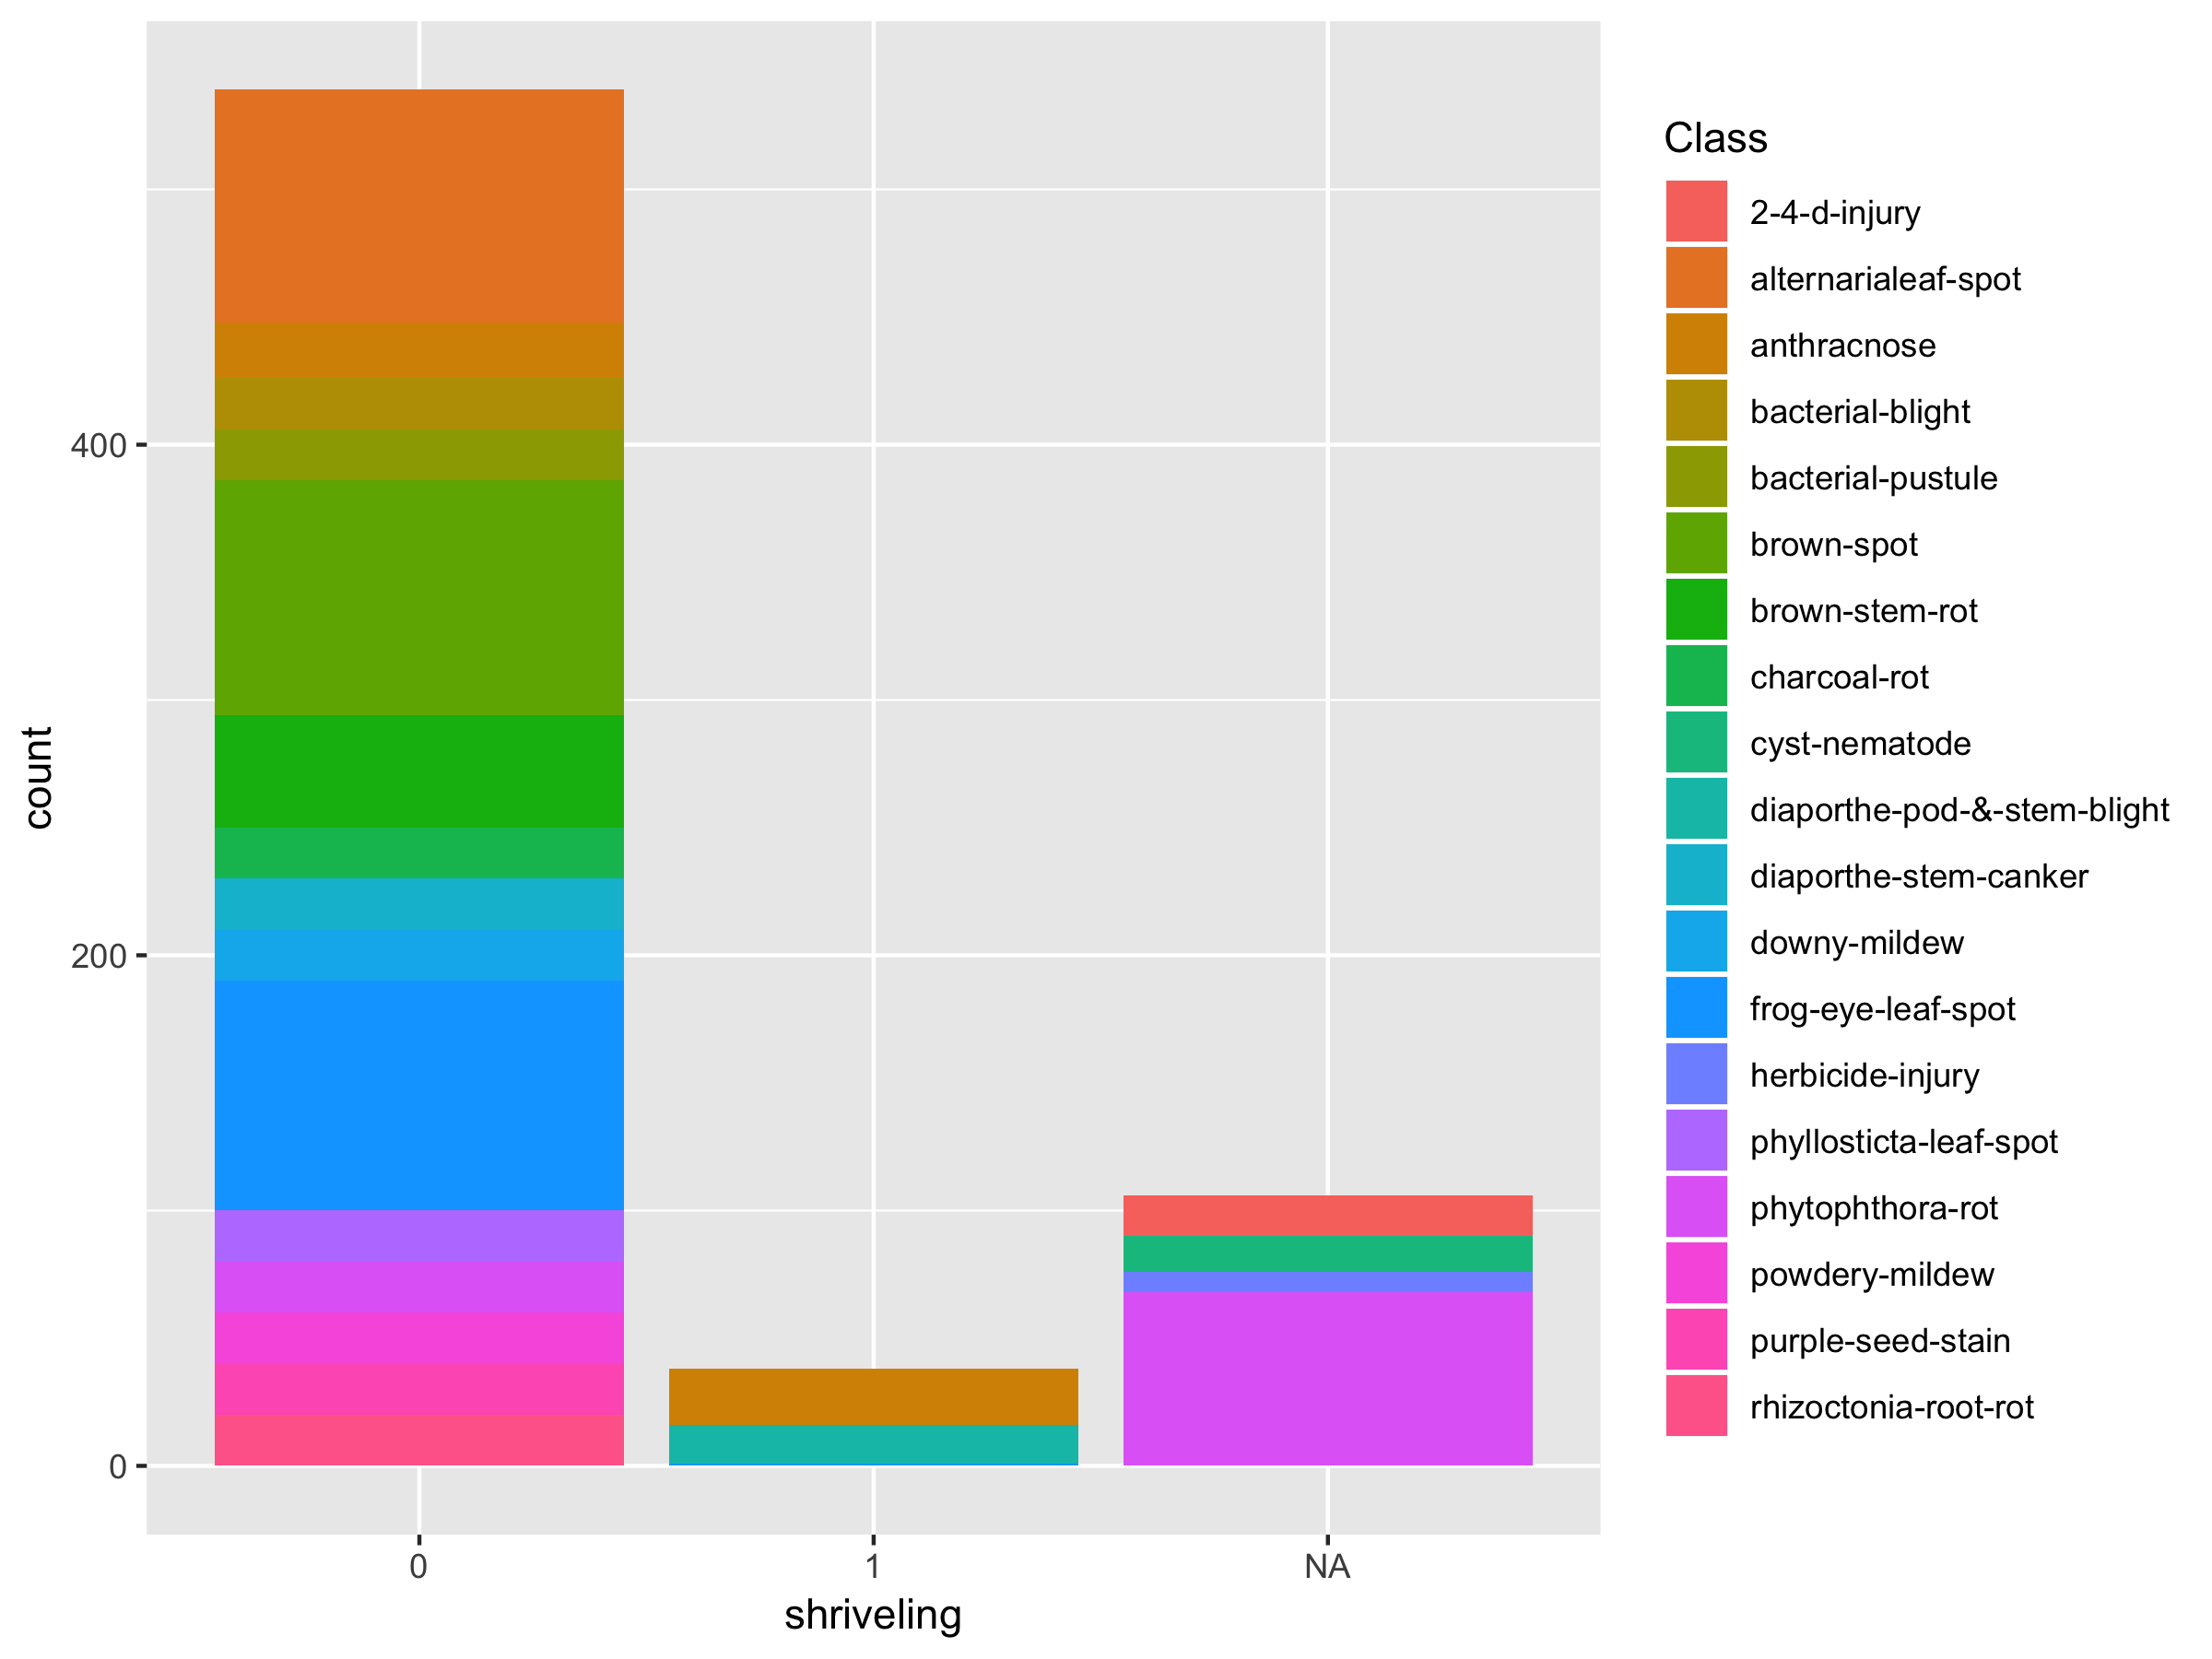 count
400
200
0
0
1
NA
shriveling
Class
2-4-d-injury
alternarialeaf-spot
anthracnose
bacterial-blight
bacterial-pustule
brown-spot
brown-stem-rot
charcoal-rot
cyst-nematode
diaporthe-pod-&-stem-blight
diaporthe-stem-canker
downy-mildew
frog-eye-leaf-spot
herbicide-injury
phyllosticta-leaf-spot
phytophthora-rot
powdery-mildew
purple-seed-stain
rhizoctonia-root-rot